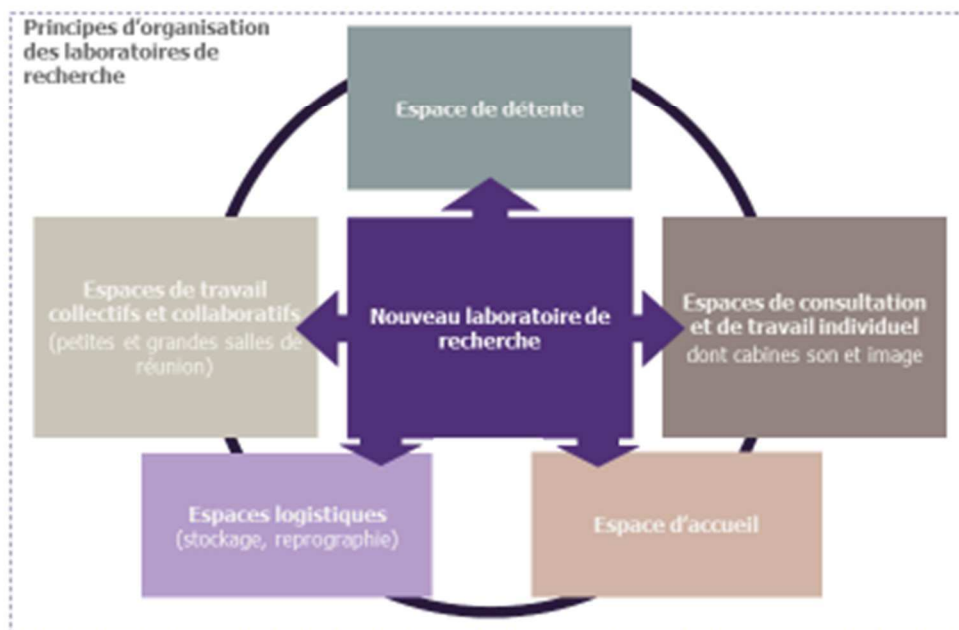 Principes d'organisation
des laboratoires de
recherche
Espace de détente
Espaces de travail
collectifs et collaboratifs
(petites et grandes salles de
réunion)
Nouveau laboratoire de
recherche
Espaces de consultation
et de travail individuel
dont cabines son et image
Espaces logistiques
(stockage, reprographie)
Espace d'accueil